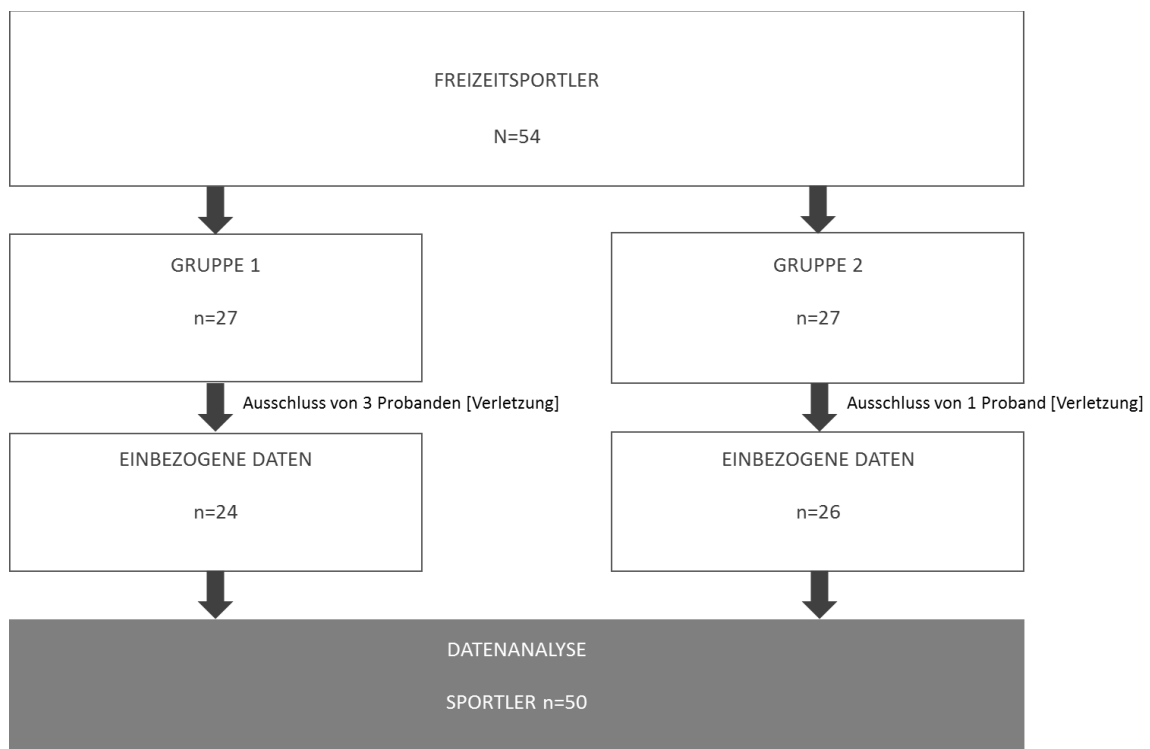 FREIZEITSPORTLER
N=54
GRUPPE 1
n=27
GRUPPE 2
n=27
Ausschluss von 3 Probanden [Verletzung]
Ausschluss von 1 Proband [Verletzung]
EINBEZOGENE DATEN
n=24
EINBEZOGENE DATEN
n=26
DATENANALYSE
SPORTLER n=50